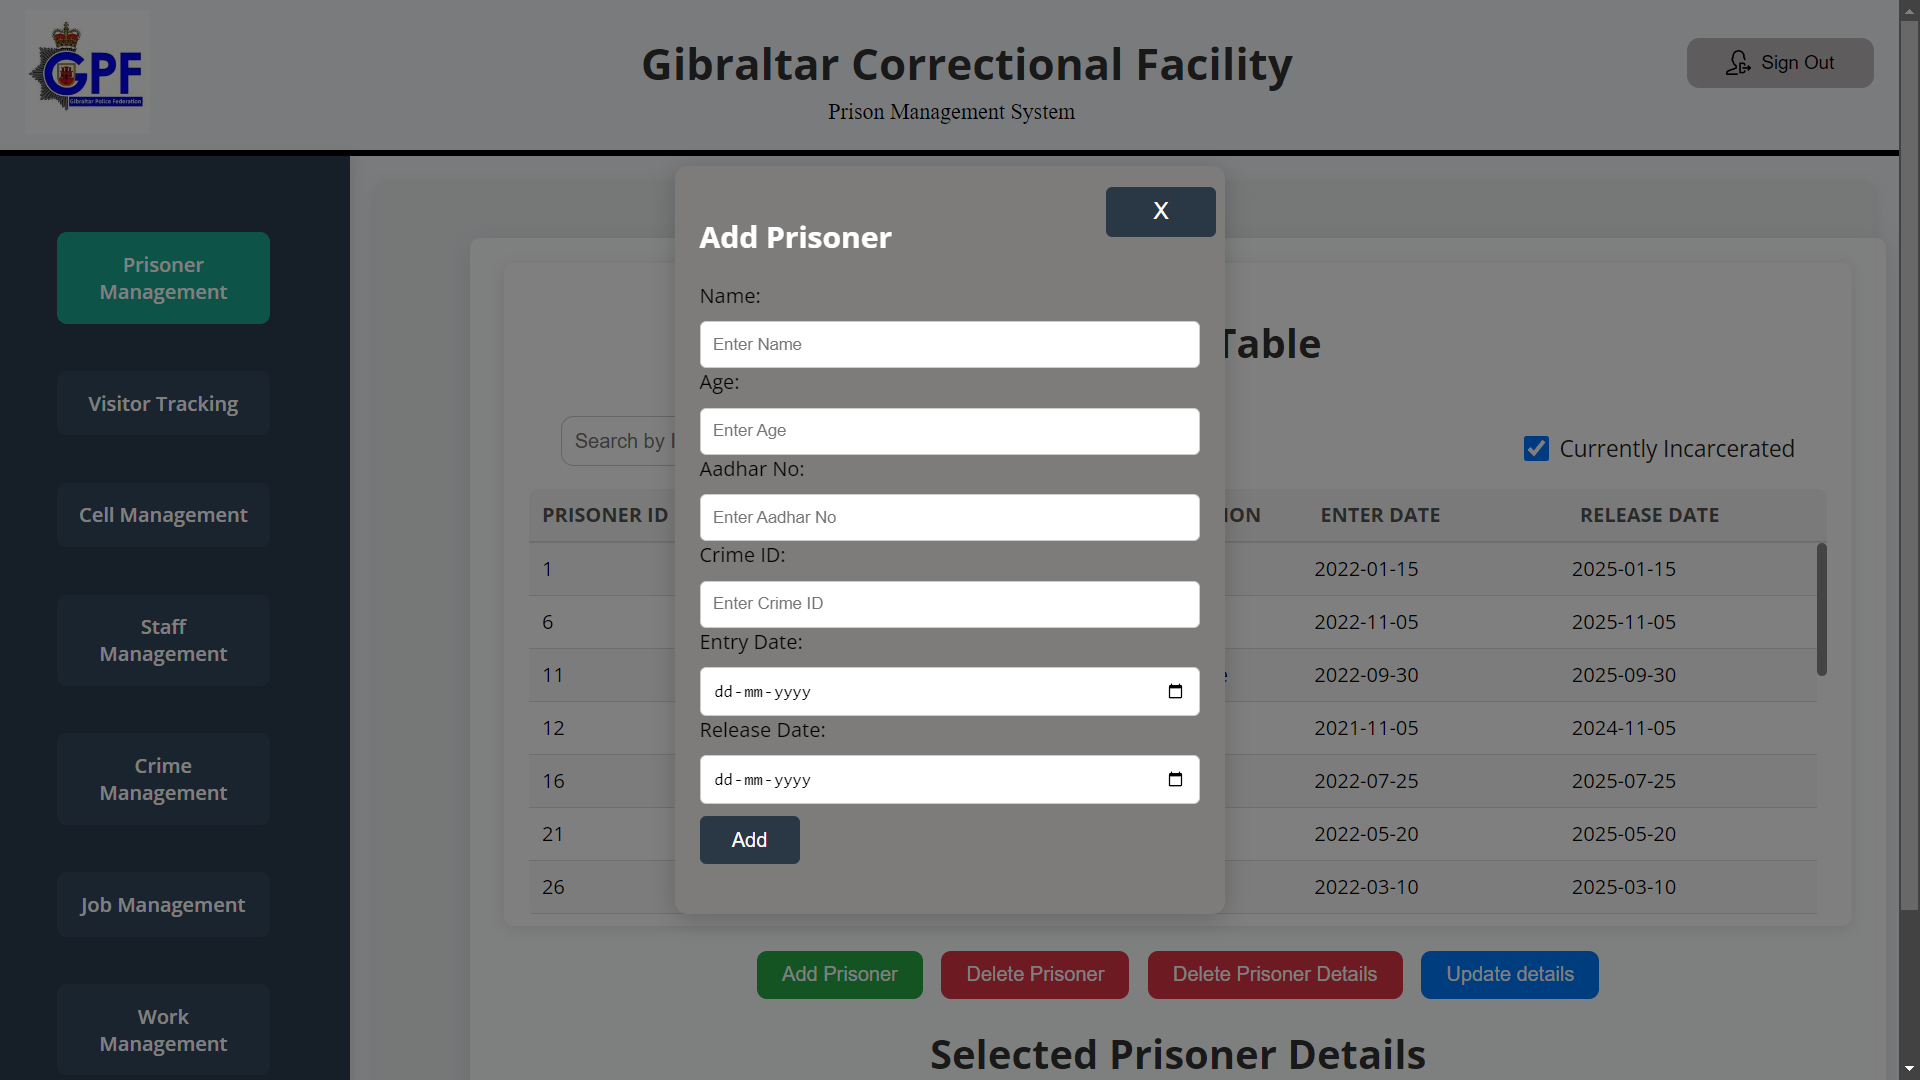 GPF
Gibraltar Police Federation
Gibraltar Correctional Facility
Prison Management System
Sign Out
Prisoner
Management
Visitor Tracking
Cell Management
Staff
Management
Crime
Management
Job Management
Work
Management
X
Add Prisoner
Name:
Enter Name
Age:
Enter Age
Aadhar No:
Enter Aadhar No
Crime ID:
Enter Crime ID
Entry Date:
dd-mm-yyyy
Release Date:
dd-mm-yyyy
Add
Table
Search by
Currently Incarcerated
PRISONER ID ION ENTER DATE RELEASE DATE
1 2022-01-15 2025-01-15
6 2022-11-05 2025-11-05
11 e 2022-09-30 2025-09-30
12 2021-11-05 2024-11-05
16 2022-07-25 2025-07-25
21 2022-05-20 2025-05-20
26 2022-03-10 2025-03-10
Add Prisoner Delete Prisoner Delete Prisoner Details Update details
Selected Prisoner Details